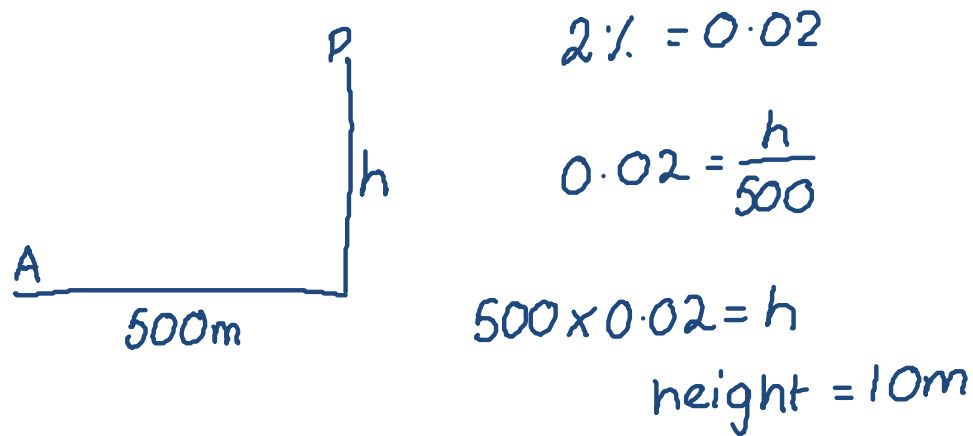 P
h
A
500m
2% = 0.02
0.02 = h/500
500 × 0.02 = h
height = 10m